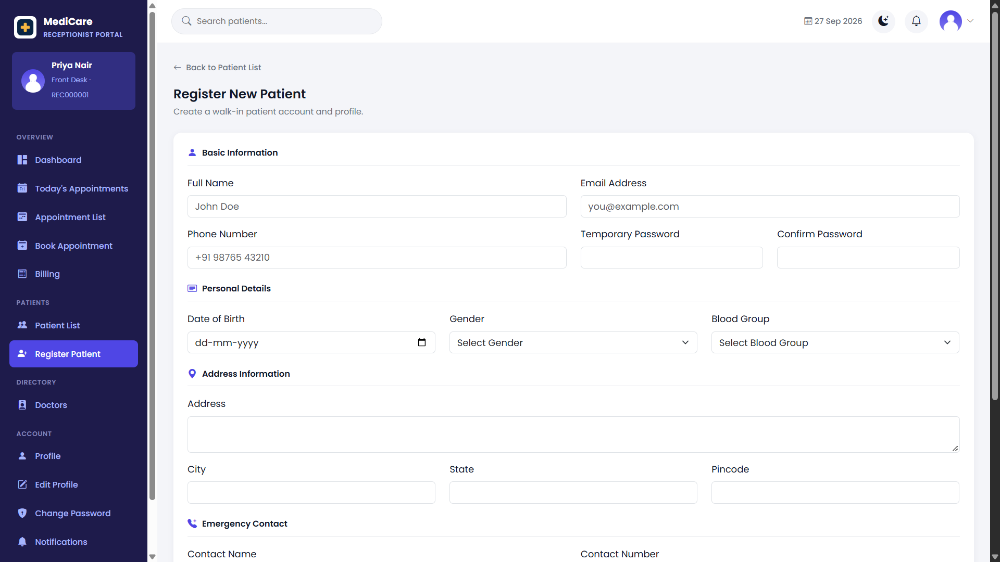 MediCare
RECEPTIONIST PORTAL
Priya Nair
Front Desk ·
REC000001
OVERVIEW
Dashboard
Today's Appointments
Appointment List
Book Appointment
Billing
PATIENTS
Patient List
Register Patient
DIRECTORY
Doctors
ACCOUNT
Profile
Edit Profile
Change Password
Notifications
Search patients...
27 Sep 2026
Back to Patient List
Register New Patient
Create a walk-in patient account and profile.
Basic Information
Full Name
Email Address
John Doe
you@example.com
Phone Number
Temporary Password
Confirm Password
+91 98765 43210
Personal Details
Date of Birth
Gender
Blood Group
dd-mm-yyyy
Select Gender
Select Blood Group
Address Information
Address
City
State
Pincode
Emergency Contact
Contact Name
Contact Number